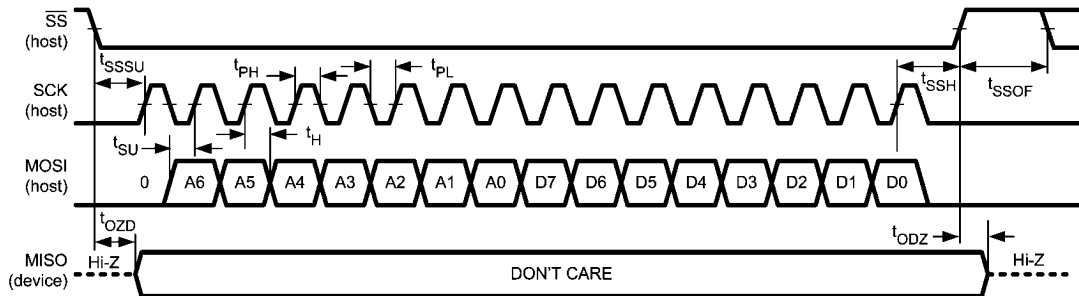 SS
(host)
tSSSU
tPH
tPL
tSSH
tSSOF
SCK
(host)
tSU
tH
MOSI
(host)
0 A6 A5 A4 A3 A2 A1 A0 D7 D6 D5 D4 D3 D2 D1 D0
tOZD
tODZ
MISO
(device)
Hi-Z
DON'T CARE
Hi-Z